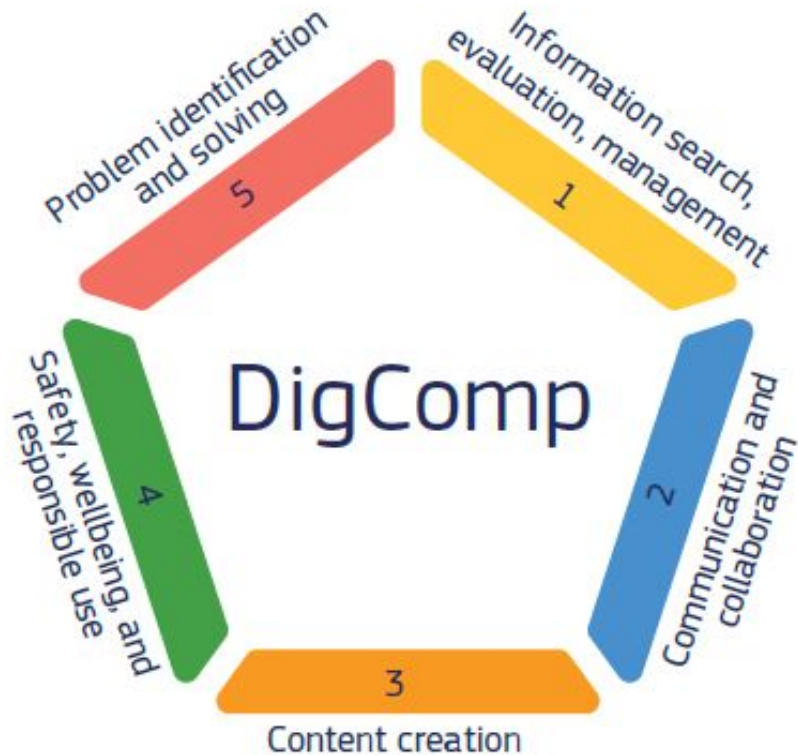 DigComp
1
Information search,
evaluation, management
2
Communication and
collaboration
3
Content creation
4
Safety, wellbeing, and
responsible use
5
Problem identification
and solving